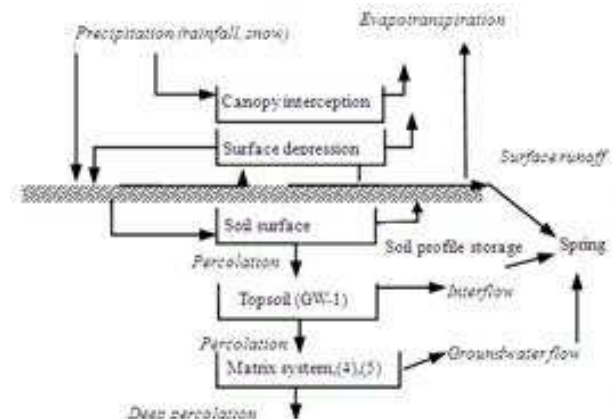 Evapotranspiration
Precipitation (rainfall, snow)
Canopy interception
Surface depression
Surface runoff
Soil surface
Soil profile storage
Spring
Percolation
Topsoil (GW-1)
Interflow
Percolation
Groundwater flow
Matrix system,(4),(5)
Deep percolation